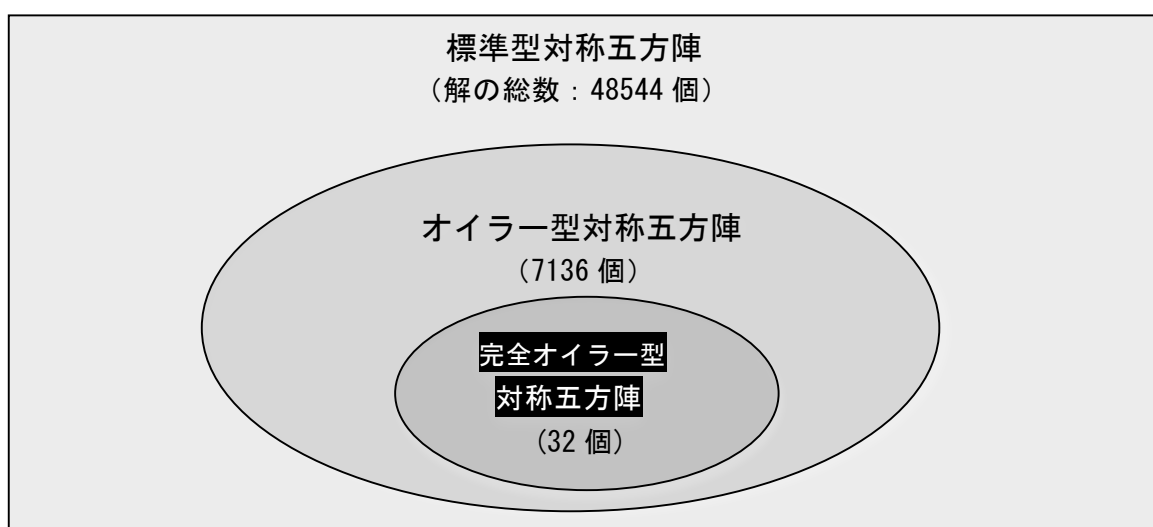 標準型対称五方陣
（解の総数：48544 個）
オイラー型対称五方陣
（7136 個）
完全オイラー型
対称五方陣
（32 個）